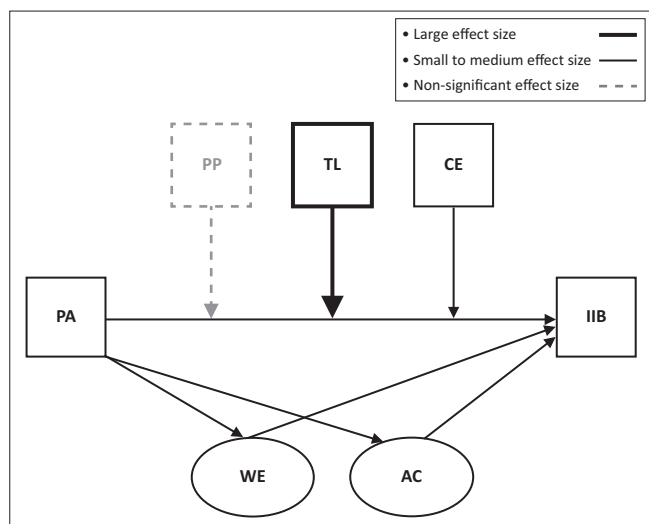 • Large effect size
• Small to medium effect size
• Non-significant effect size
PP
TL
CE
PA
IIB
WE
AC